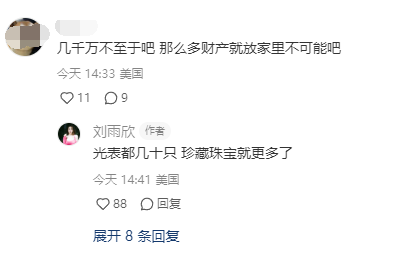 几千万不至于吧 那么多财产就放家里不可能吧
今天 14:33 美国
11 9
刘雨欣 作者
光表都几十只 珍藏珠宝就更多了
今天 14:41 美国
88 回复
展开 8 条回复